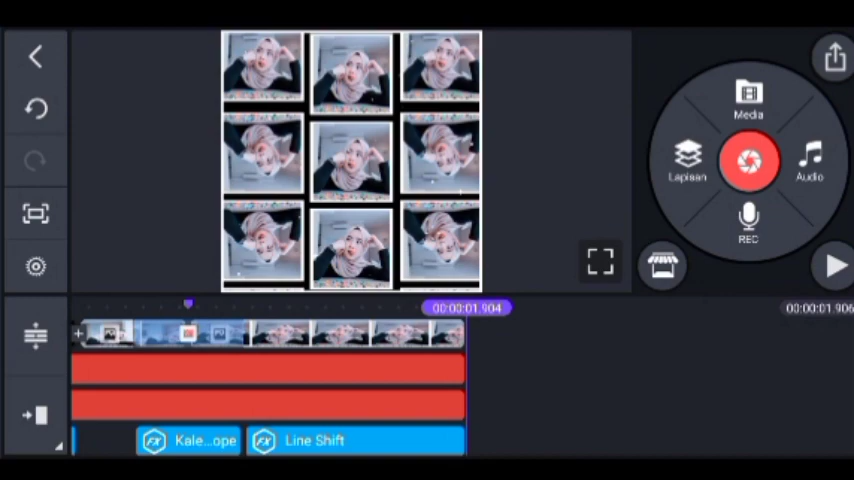 Media
Lapisan
Audio
REC
00:00:01.904
00:00:01.906
Kale...ope
Line Shift